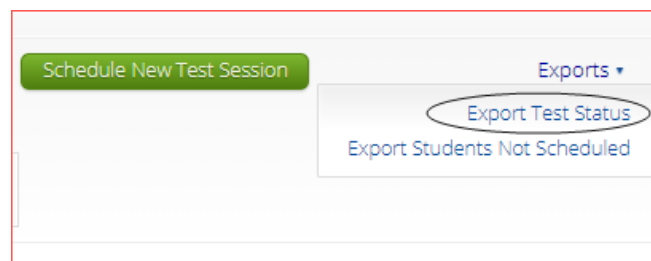 Schedule New Test Session
Exports ▾
Export Test Status
Export Students Not Scheduled